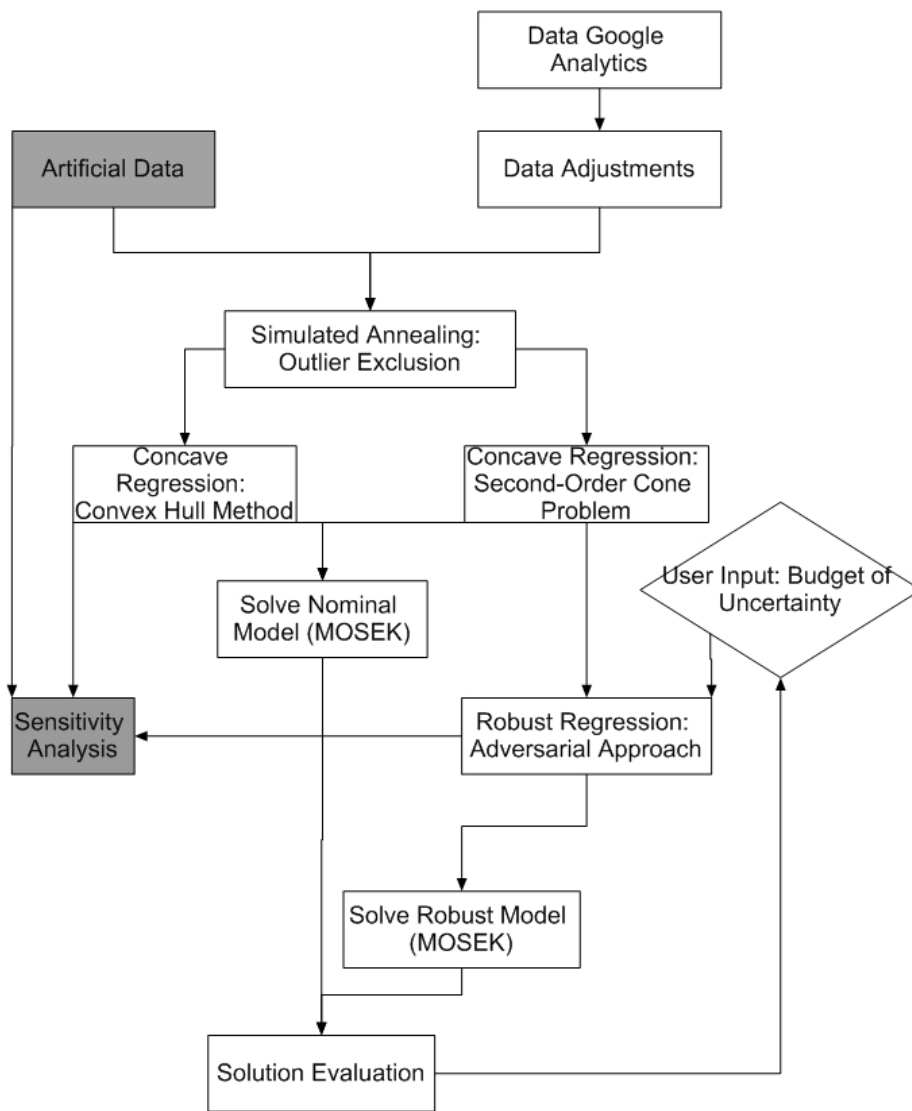 Data Google
Analytics
Artificial Data
Data Adjustments
Simulated Annealing:
Outlier Exclusion
Concave
Regression:
Convex Hull Method
Concave Regression:
Second-Order Cone
Problem
User Input: Budget of
Uncertainty
Solve Nominal
Model (MOSEK)
Sensitivity
Analysis
Robust Regression:
Adversarial Approach
Solve Robust Model
(MOSEK)
Solution Evaluation